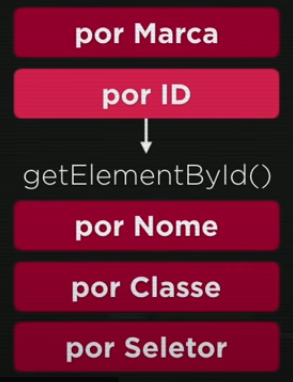 por Marca
por ID
getElementById()
por Nome
por Classe
por Seletor